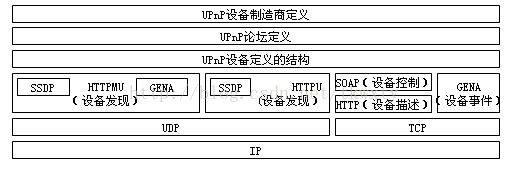 UPnP设备制造商定义
UPnP论坛定义
UPnP设备定义的结构
SSDP HTTPMU GENA
(设备发现)
SSDP HTTPU
(设备发现)
SOAP(设备控制)
HTTP(设备描述)
GENA
(设备事件)
UDP TCP
IP